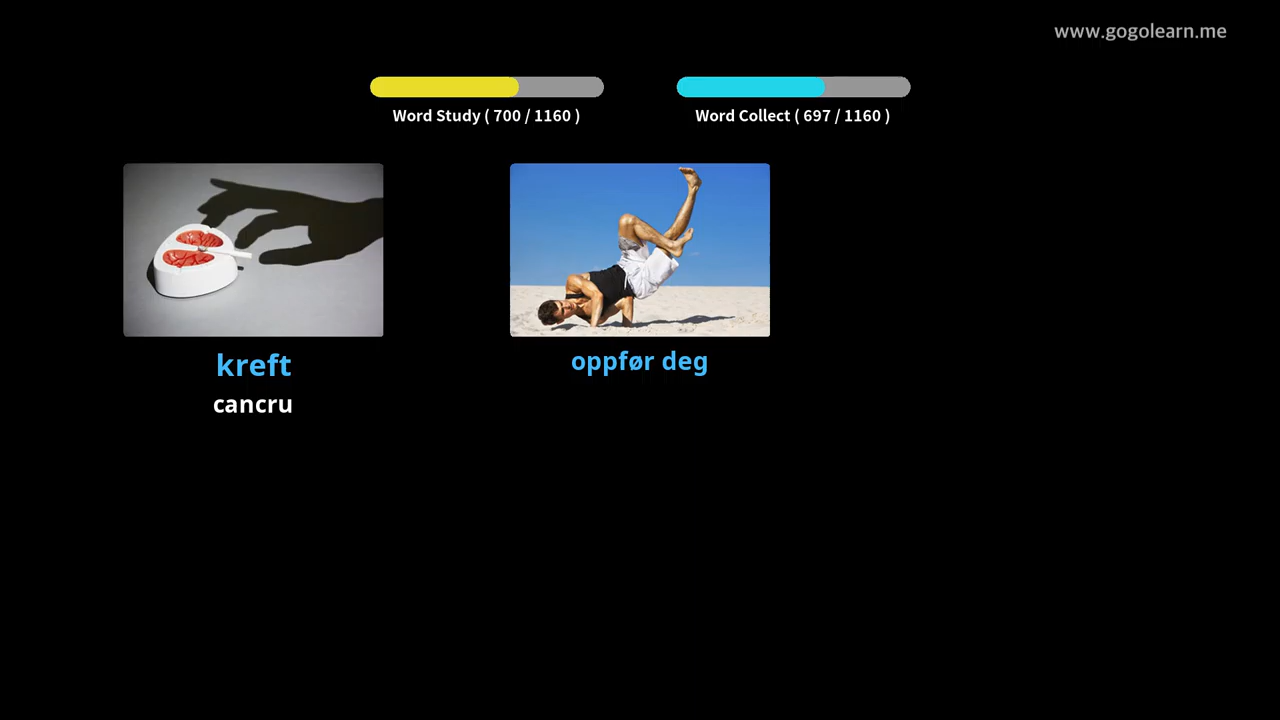 www.gogolearn.me
Word Study ( 700 / 1160 )
Word Collect ( 697 / 1160 )
kreft
cancru
oppfør deg